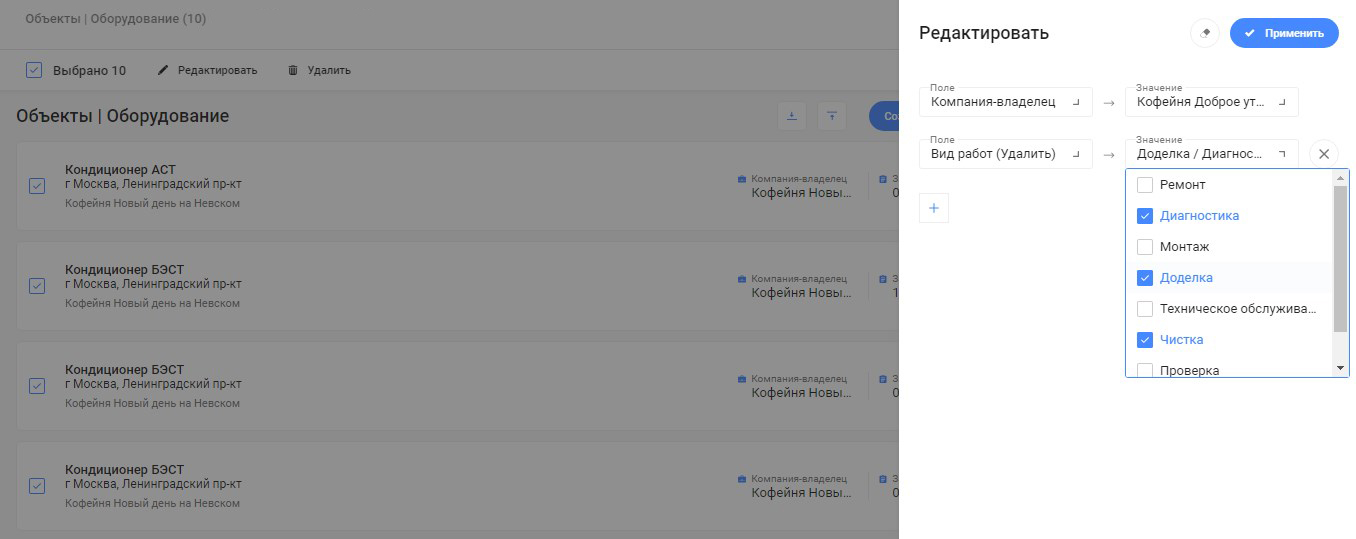 Объекты | Оборудование (10)
Выбрано 10
Редактировать
Удалить
Объекты | Оборудование
Со
Кондиционер АСТ
г Москва, Ленинградский пр-кт
Кофейня Новый день на Невском
Компания-владелец
Кофейня Новы...
З
0
Кондиционер БЭСТ
г Москва, Ленинградский пр-кт
Кофейня Новый день на Невском
Компания-владелец
Кофейня Новы...
З
1
Кондиционер БЭСТ
г Москва, Ленинградский пр-кт
Кофейня Новый день на Невском
Компания-владелец
Кофейня Новы...
З
0
Кондиционер БЭСТ
г Москва, Ленинградский пр-кт
Кофейня Новый день на Невском
Компания-владелец
Кофейня Новы...
З
0
Редактировать
Применить
Поле
Компания-владелец
Значение
Кофейня Доброе ут...
Поле
Вид работ (Удалить)
Значение
Доделка / Диагнос...
Ремонт
Диагностика
Монтаж
Доделка
Техническое обслужива...
Чистка
Проверка